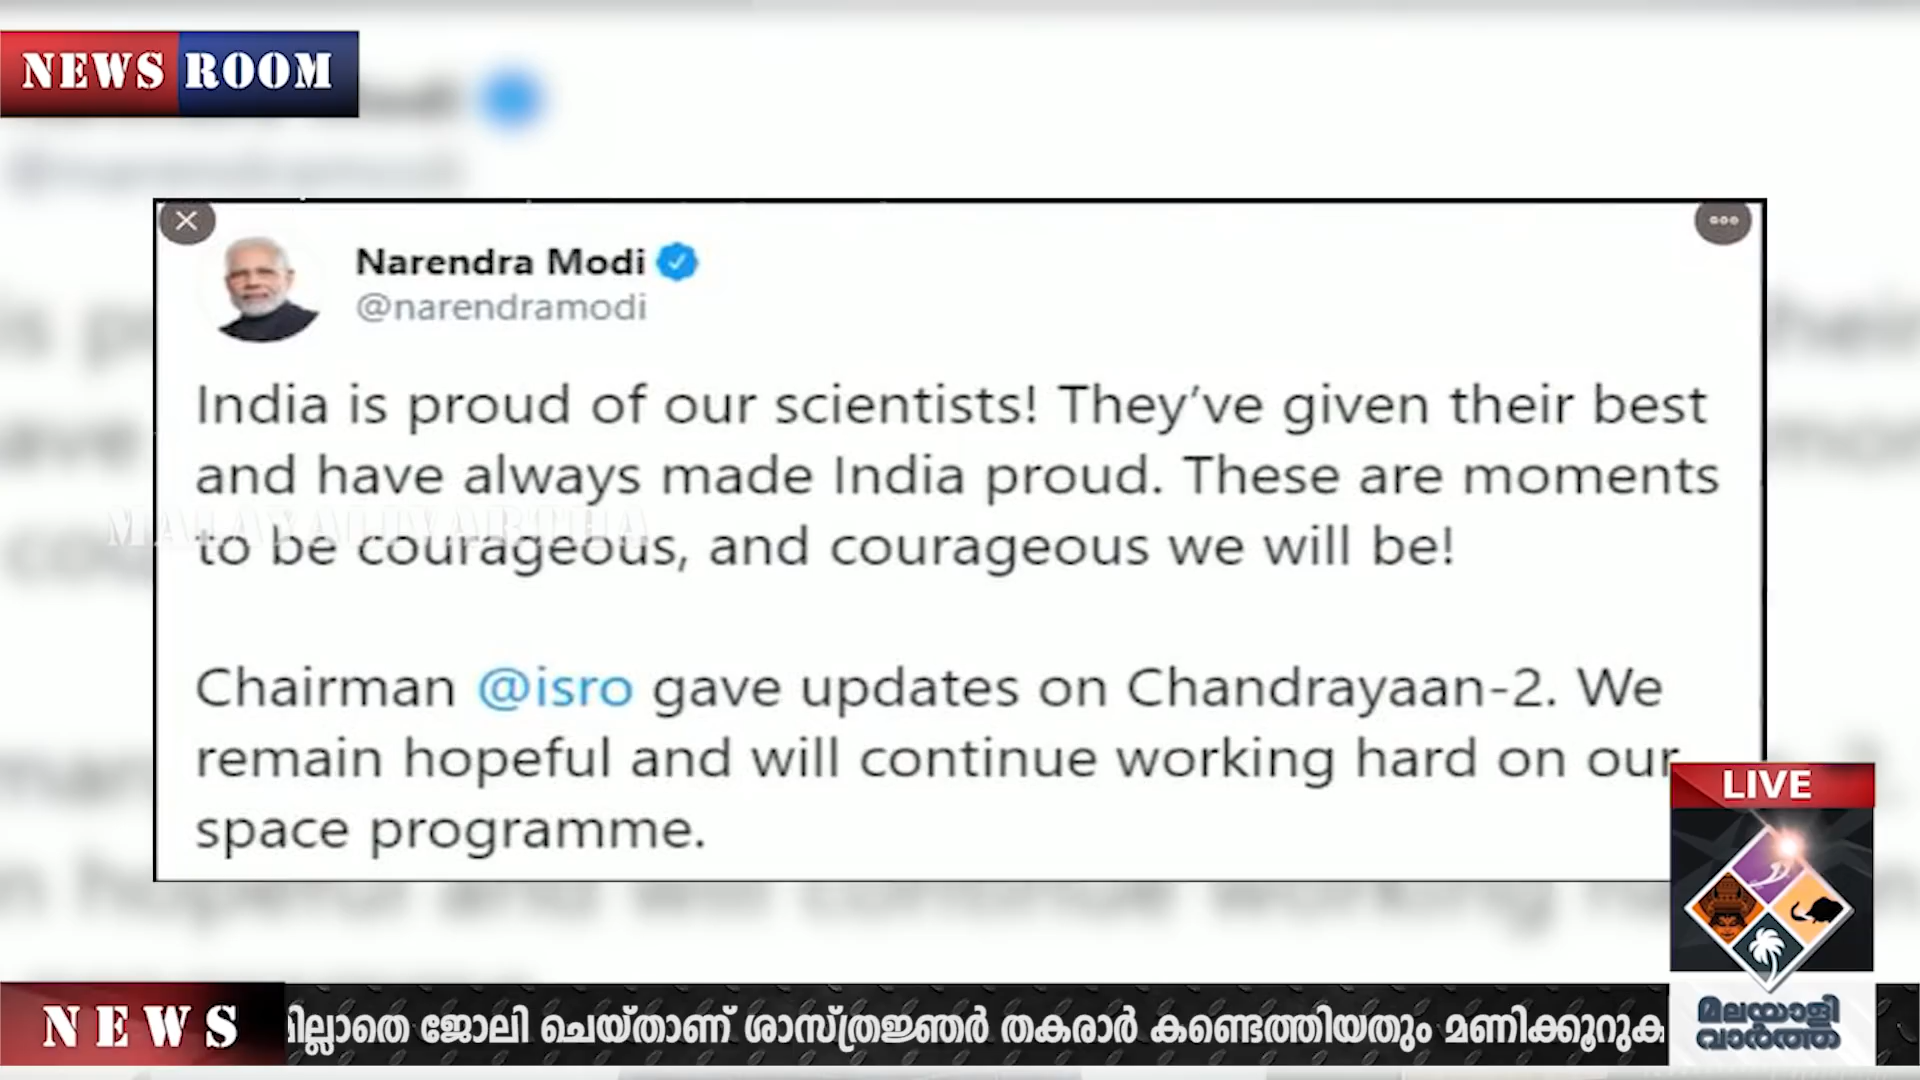 NEWS ROOM
Narendra Modi
@narendramodi
India is proud of our scientists! They’ve given their best
and have always made India proud. These are moments
to be courageous, and courageous we will be!
Chairman @isro gave updates on Chandrayaan-2. We
remain hopeful and will continue working hard on our
space programme.
MALAYALIVARTHA
LIVE
മലയാളി
വാർത്ത
NEWS
ജോലി ചെയ്താണ് ശാസ്ത്രജ്ഞർ തകരാർ കണ്ടെത്തിയതും